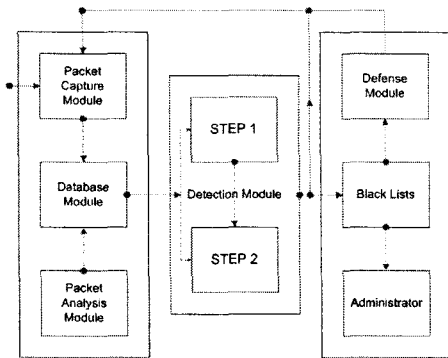 Packet
Capture
Module
Database
Module
Packet
Analysis
Module
STEP 1
Detection Module
STEP 2
Defense
Module
Black Lists
Administrator